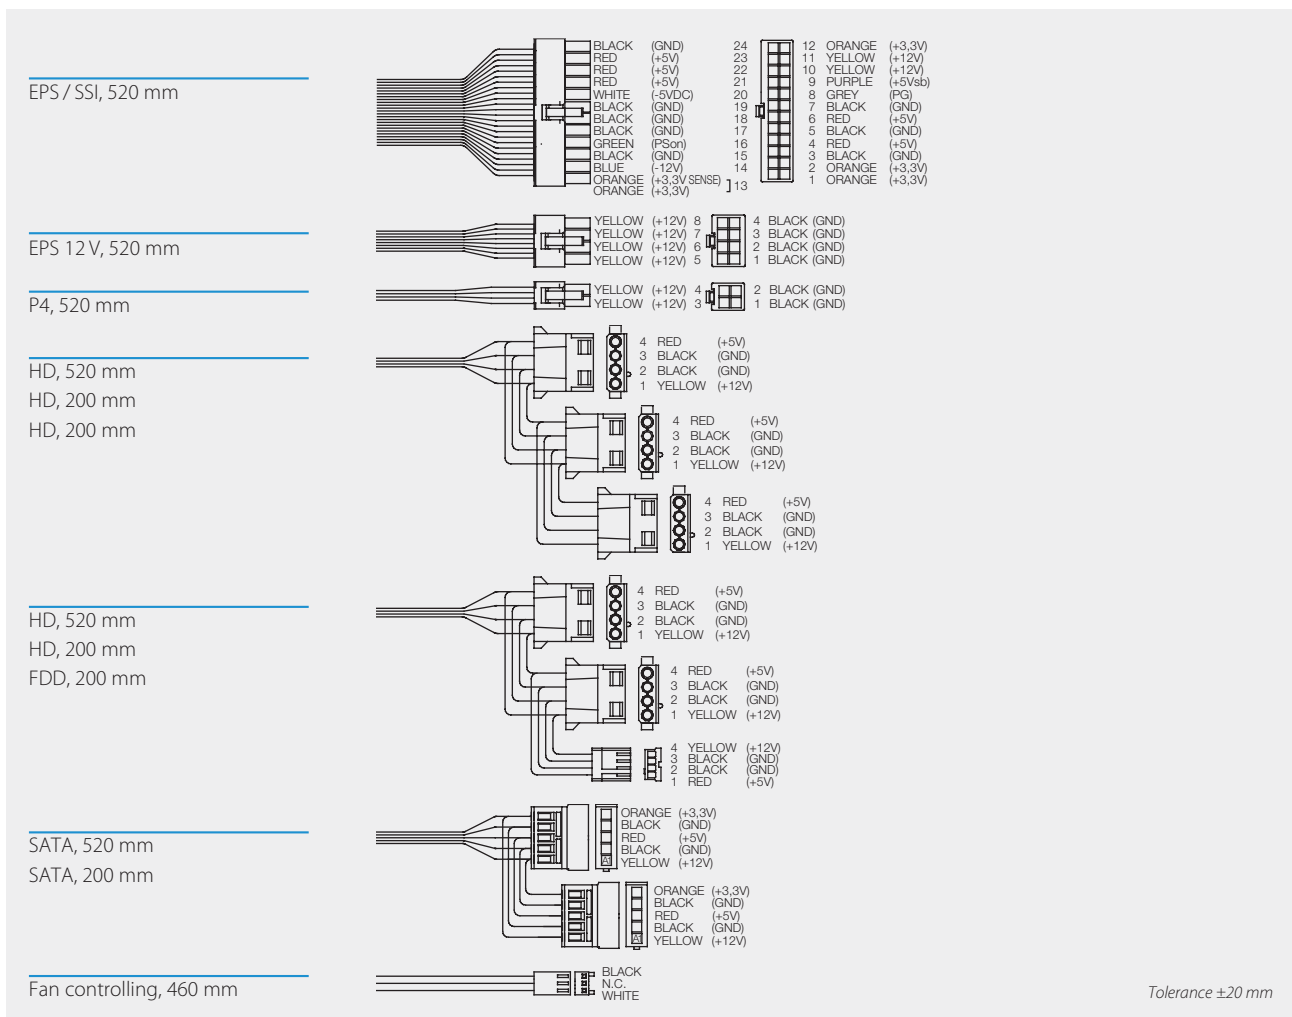 EPS / SSI, 520 mm
BLACK (GND) 24 12 ORANGE (+3,3V)
RED (+5V) 23 11 YELLOW (+12V)
RED (+5V) 22 10 YELLOW (+12V)
RED (+5V) 21 9 PURPLE (+5Vsb)
WHITE (-5VDC) 20 8 GREY (PG)
BLACK (GND) 19 7 BLACK (GND)
BLACK (GND) 18 6 RED (+5V)
BLACK (GND) 17 5 BLACK (GND)
GREEN (PSon) 16 4 RED (+5V)
BLACK (GND) 15 3 BLACK (GND)
BLUE (-12V) 14 2 ORANGE (+3,3V)
ORANGE (+3,3V SENSE) ] 13 1 ORANGE (+3,3V)
ORANGE (+3,3V)
EPS 12 V, 520 mm
YELLOW (+12V) 8 4 BLACK (GND)
YELLOW (+12V) 7 3 BLACK (GND)
YELLOW (+12V) 6 2 BLACK (GND)
YELLOW (+12V) 5 1 BLACK (GND)
P4, 520 mm
YELLOW (+12V) 4 2 BLACK (GND)
YELLOW (+12V) 3 1 BLACK (GND)
HD, 520 mm
HD, 200 mm
HD, 200 mm
4 RED (+5V)
3 BLACK (GND)
2 BLACK (GND)
1 YELLOW (+12V)
4 RED (+5V)
3 BLACK (GND)
2 BLACK (GND)
1 YELLOW (+12V)
4 RED (+5V)
3 BLACK (GND)
2 BLACK (GND)
1 YELLOW (+12V)
HD, 520 mm
HD, 200 mm
FDD, 200 mm
4 RED (+5V)
3 BLACK (GND)
2 BLACK (GND)
1 YELLOW (+12V)
4 RED (+5V)
3 BLACK (GND)
2 BLACK (GND)
1 YELLOW (+12V)
4 YELLOW (+12V)
3 BLACK (GND)
2 BLACK (GND)
1 RED (+5V)
SATA, 520 mm
SATA, 200 mm
ORANGE (+3,3V)
BLACK (GND)
RED (+5V)
BLACK (GND)
A1 YELLOW (+12V)
ORANGE (+3,3V)
BLACK (GND)
RED (+5V)
BLACK (GND)
A1 YELLOW (+12V)
Fan controlling, 460 mm
BLACK
N.C.
WHITE
Tolerance ±20 mm